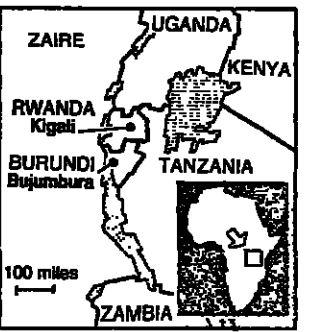 UGANDA
ZAIRE
KENYA
RWANDA
Kigali
BURUNDI
Bujumbura
TANZANIA
100 miles
ZAMBIA